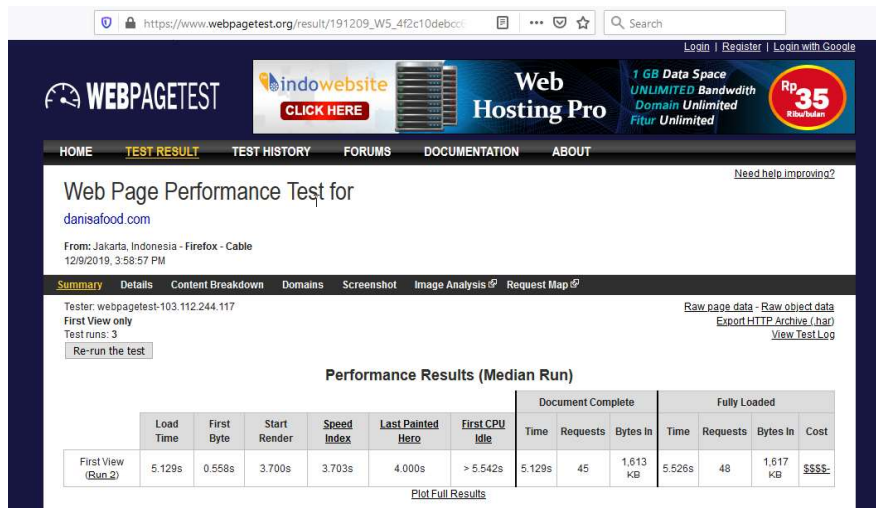 https://www.webpagetest.org/result/191209_W5_4f2c10debcc6
Search
Login | Register | Login with Google
WEBPAGETEST
indowebsite
CLICK HERE
Web
Hosting Pro
1 GB Data Space
UNLIMITED Bandwdith
Domain Unlimited
Fitur Unlimited
Rp
35
Ribu/bulan
HOME TEST RESULT TEST HISTORY FORUMS DOCUMENTATION ABOUT
Need help improving?
Web Page Performance Test for
danisafood.com
From: Jakarta, Indonesia - Firefox - Cable
12/9/2019, 3:58:57 PM
Summary Details Content Breakdown Domains Screenshot Image Analysis Request Map
Tester: webpagetest-103.112.244.117
First View only
Test runs: 3
Re-run the test
Raw page data - Raw object data
Export HTTP Archive (.har)
View Test Log
Performance Results (Median Run)
Document Complete Fully Loaded
Load Time First Byte Start Render Speed Index Last Painted Hero First CPU Idle Time Requests Bytes In Time Requests Bytes In Cost
First View (Run 2) 5.129s 0.558s 3.700s 3.703s 4.000s > 5.542s 5.129s 45 1,613 KB 5.526s 48 1,617 KB $$$$-
Plot Full Results